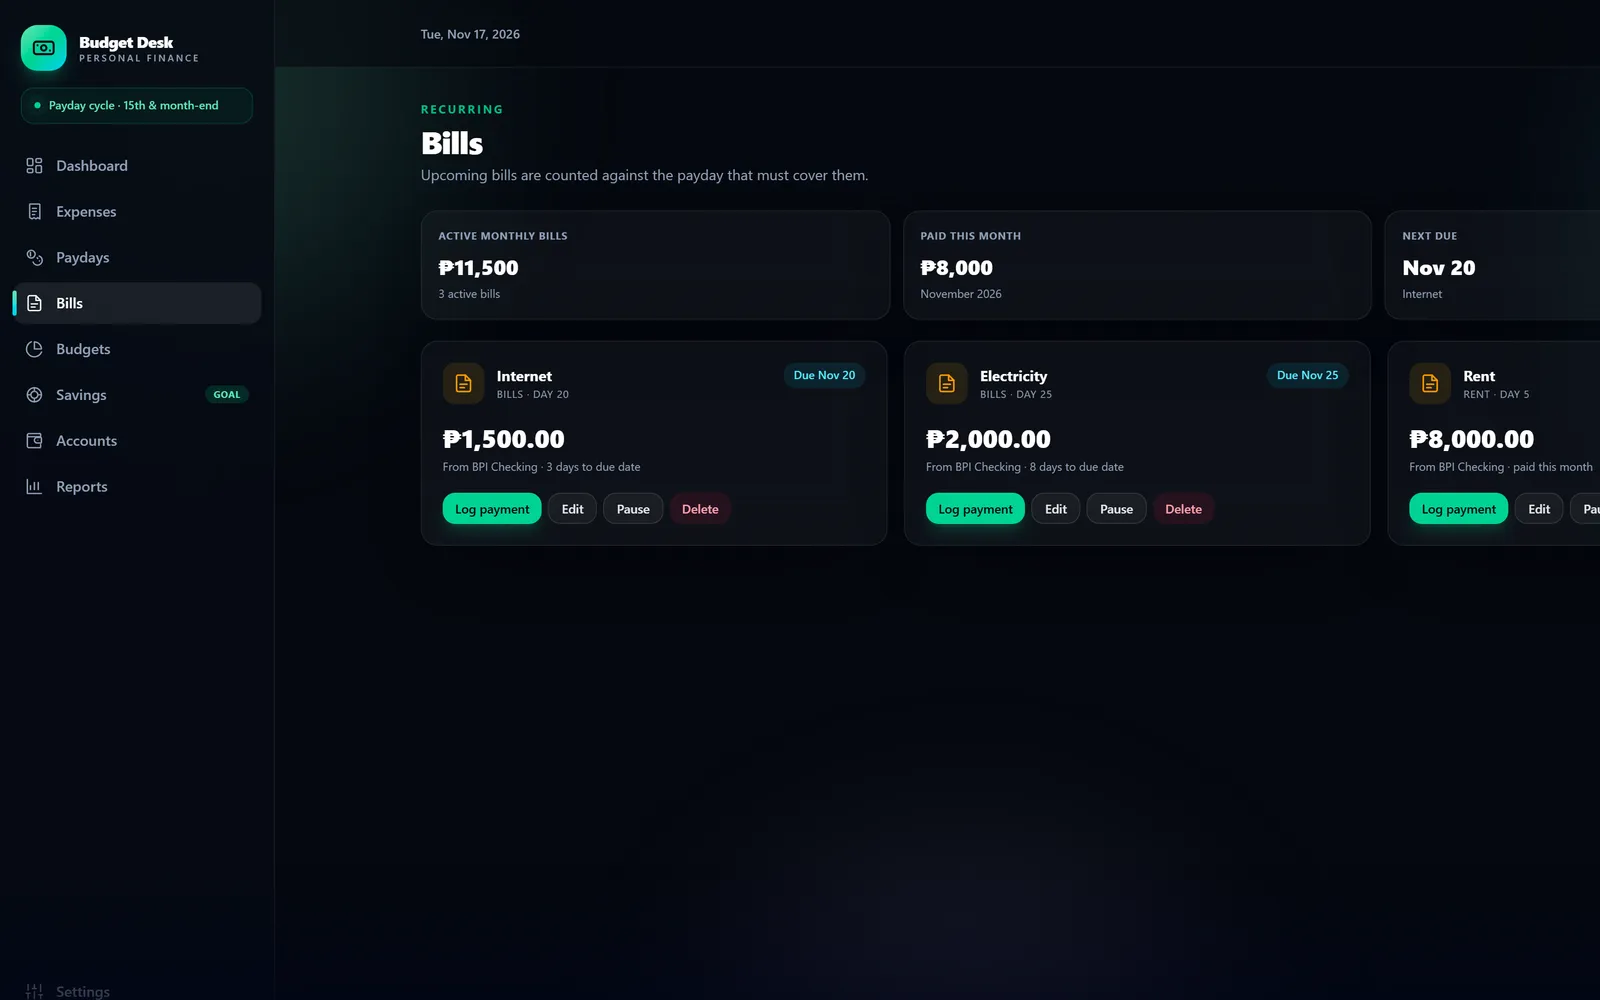 Budget Desk
PERSONAL FINANCE
Payday cycle · 15th & month-end
Dashboard
Expenses
Paydays
Bills
Budgets
Savings
GOAL
Accounts
Reports
Settings
Tue, Nov 17, 2026
RECURRING
Bills
Upcoming bills are counted against the payday that must cover them.
ACTIVE MONTHLY BILLS
₱11,500
3 active bills
PAID THIS MONTH
₱8,000
November 2026
NEXT DUE
Nov 20
Internet
Internet
BILLS · DAY 20
Due Nov 20
₱1,500.00
From BPI Checking · 3 days to due date
Log payment
Edit
Pause
Delete
Electricity
BILLS · DAY 25
Due Nov 25
₱2,000.00
From BPI Checking · 8 days to due date
Log payment
Edit
Pause
Delete
Rent
RENT · DAY 5
₱8,000.00
From BPI Checking · paid this month
Log payment
Edit